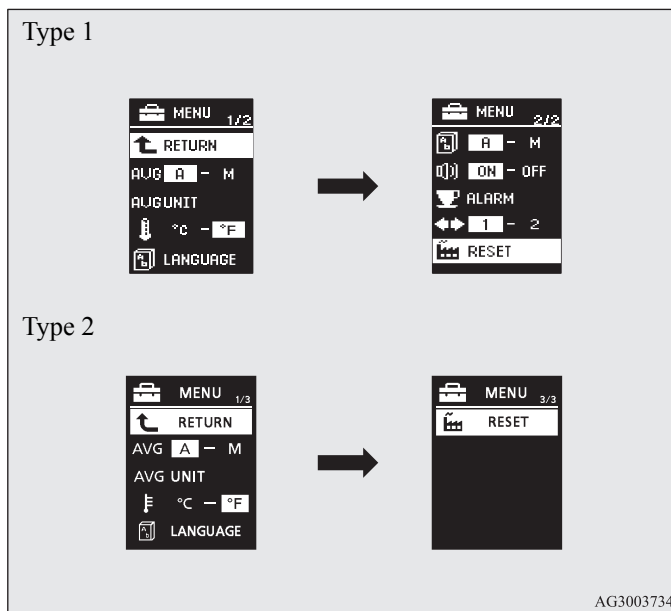 Type 1
MENU 1/2
RETURN
AVG A - M
AVG UNIT
°C - °F
LANGUAGE
MENU 2/2
A - M
ON - OFF
ALARM
1 - 2
RESET
Type 2
MENU 1/3
RETURN
AVG A - M
AVG UNIT
°C - °F
LANGUAGE
MENU 3/3
RESET
AG3003734